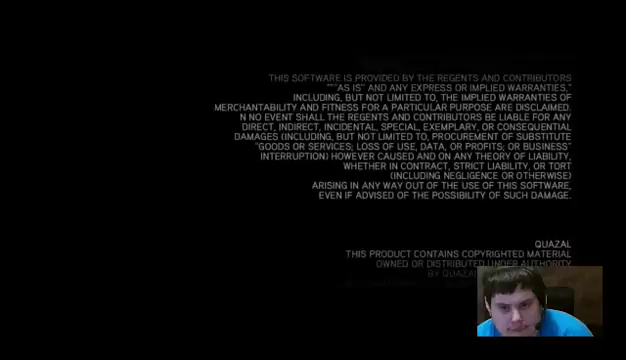 THIS SOFTWARE IS PROVIDED BY THE REGENTS AND CONTRIBUTORS
""“AS IS” AND ANY EXPRESS OR IMPLIED WARRANTIES,"
INCLUDING, BUT NOT LIMITED TO, THE IMPLIED WARRANTIES OF
MERCHANTABILITY AND FITNESS FOR A PARTICULAR PURPOSE ARE DISCLAIMED.
N NO EVENT SHALL THE REGENTS AND CONTRIBUTORS BE LIABLE FOR ANY
DIRECT, INDIRECT, INCIDENTAL, SPECIAL, EXEMPLARY, OR CONSEQUENTIAL
DAMAGES (INCLUDING, BUT NOT LIMITED TO, PROCUREMENT OF SUBSTITUTE
"GOODS OR SERVICES; LOSS OF USE, DATA, OR PROFITS; OR BUSINESS"
INTERRUPTION) HOWEVER CAUSED AND ON ANY THEORY OF LIABILITY,
WHETHER IN CONTRACT, STRICT LIABILITY, OR TORT
(INCLUDING NEGLIGENCE OR OTHERWISE)
ARISING IN ANY WAY OUT OF THE USE OF THIS SOFTWARE,
EVEN IF ADVISED OF THE POSSIBILITY OF SUCH DAMAGE.
QUAZAL
THIS PRODUCT CONTAINS COPYRIGHTED MATERIAL
OWNED OR DISTRIBUTED UNDER AUTHORITY
BY QUAZAL